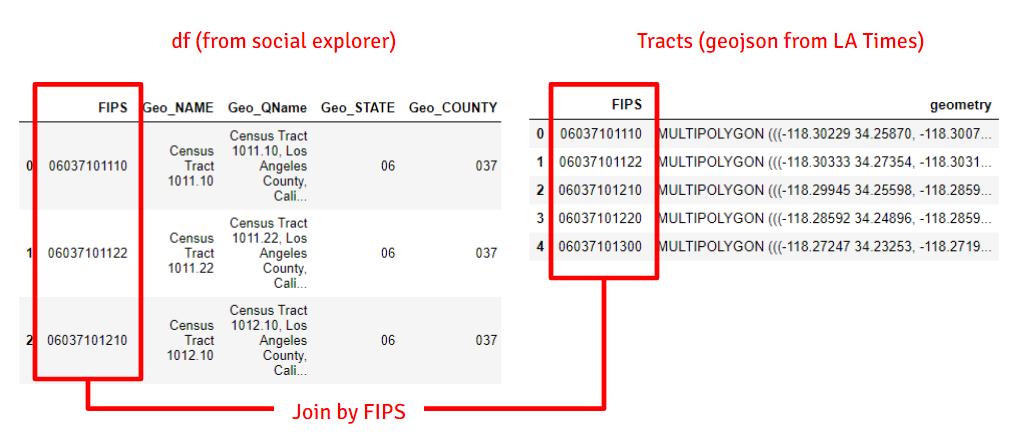 df (from social explorer)
Tracts (geojson from LA Times)
FIPS Geo_NAME Geo_QName Geo_STATE Geo_COUNTY
0 06037101110 Census Tract 1011.10 Census Tract 1011.10, Los Angeles County, Cali... 06 037
1 06037101122 Census Tract 1011.22 Census Tract 1011.22, Los Angeles County, Cali... 06 037
2 06037101210 Census Tract 1012.10 Census Tract 1012.10, Los Angeles County, Cali... 06 037
FIPS geometry
0 06037101110 MULTIPOLYGON (((-118.30229 34.25870, -118.3007...
1 06037101122 MULTIPOLYGON (((-118.30333 34.27354, -118.3031...
2 06037101210 MULTIPOLYGON (((-118.29945 34.25598, -118.2859...
3 06037101220 MULTIPOLYGON (((-118.28592 34.24896, -118.2859...
4 06037101300 MULTIPOLYGON (((-118.27247 34.23253, -118.2719...
Join by FIPS